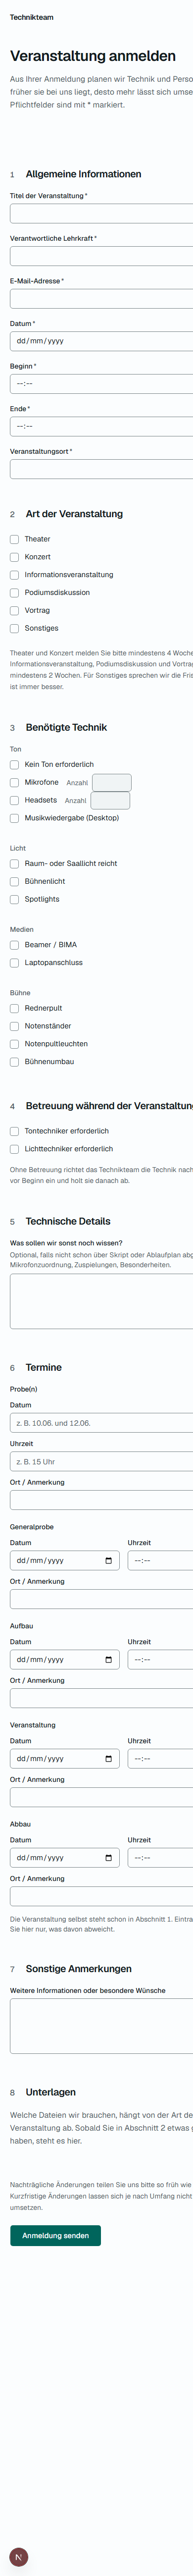 Technikteam
Veranstaltung anmelden
Aus Ihrer Anmeldung planen wir Technik und Perso
früher sie bei uns liegt, desto mehr lässt sich umse
Pflichtfelder sind mit * markiert.
1 Allgemeine Informationen
Titel der Veranstaltung *
Verantwortliche Lehrkraft *
E-Mail-Adresse *
Datum *
dd/mm/yyyy
Beginn *
--:--
Ende *
--:--
Veranstaltungsort *
2 Art der Veranstaltung
Theater
Konzert
Informationsveranstaltung
Podiumsdiskussion
Vortrag
Sonstiges
Theater und Konzert melden Sie bitte mindestens 4 Woche
Informationsveranstaltung, Podiumsdiskussion und Vortra
mindestens 2 Wochen. Für Sonstiges sprechen wir die Fris
ist immer besser.
3 Benötigte Technik
Ton
Kein Ton erforderlich
Mikrofone Anzahl
Headsets Anzahl
Musikwiedergabe (Desktop)
Licht
Raum- oder Saallicht reicht
Bühnenlicht
Spotlights
Medien
Beamer / BIMA
Laptopanschluss
Bühne
Rednerpult
Notenständer
Notenpultleuchten
Bühnenumbau
4 Betreuung während der Veranstaltung
Tontechniker erforderlich
Lichttechniker erforderlich
Ohne Betreuung richtet das Technikteam die Technik nach
vor Beginn ein und holt sie danach ab.
5 Technische Details
Was sollen wir sonst noch wissen?
Optional, falls nicht schon über Skript oder Ablaufplan abg
Mikrofonzuordnung, Zuspielungen, Besonderheiten.
6 Termine
Probe(n)
Datum
z. B. 10.06. und 12.06.
Uhrzeit
z. B. 15 Uhr
Ort / Anmerkung
Generalprobe
Datum Uhrzeit
dd/mm/yyyy --:--
Ort / Anmerkung
Aufbau
Datum Uhrzeit
dd/mm/yyyy --:--
Ort / Anmerkung
Veranstaltung
Datum Uhrzeit
dd/mm/yyyy --:--
Ort / Anmerkung
Abbau
Datum Uhrzeit
dd/mm/yyyy --:--
Ort / Anmerkung
Die Veranstaltung selbst steht schon in Abschnitt 1. Eintra
Sie hier nur, was davon abweicht.
7 Sonstige Anmerkungen
Weitere Informationen oder besondere Wünsche
8 Unterlagen
Welche Dateien wir brauchen, hängt von der Art de
Veranstaltung ab. Sobald Sie in Abschnitt 2 etwas g
haben, steht es hier.
Nachträgliche Änderungen teilen Sie uns bitte so früh wie
Kurzfristige Änderungen lassen sich je nach Umfang nicht
umsetzen.
Anmeldung senden
N